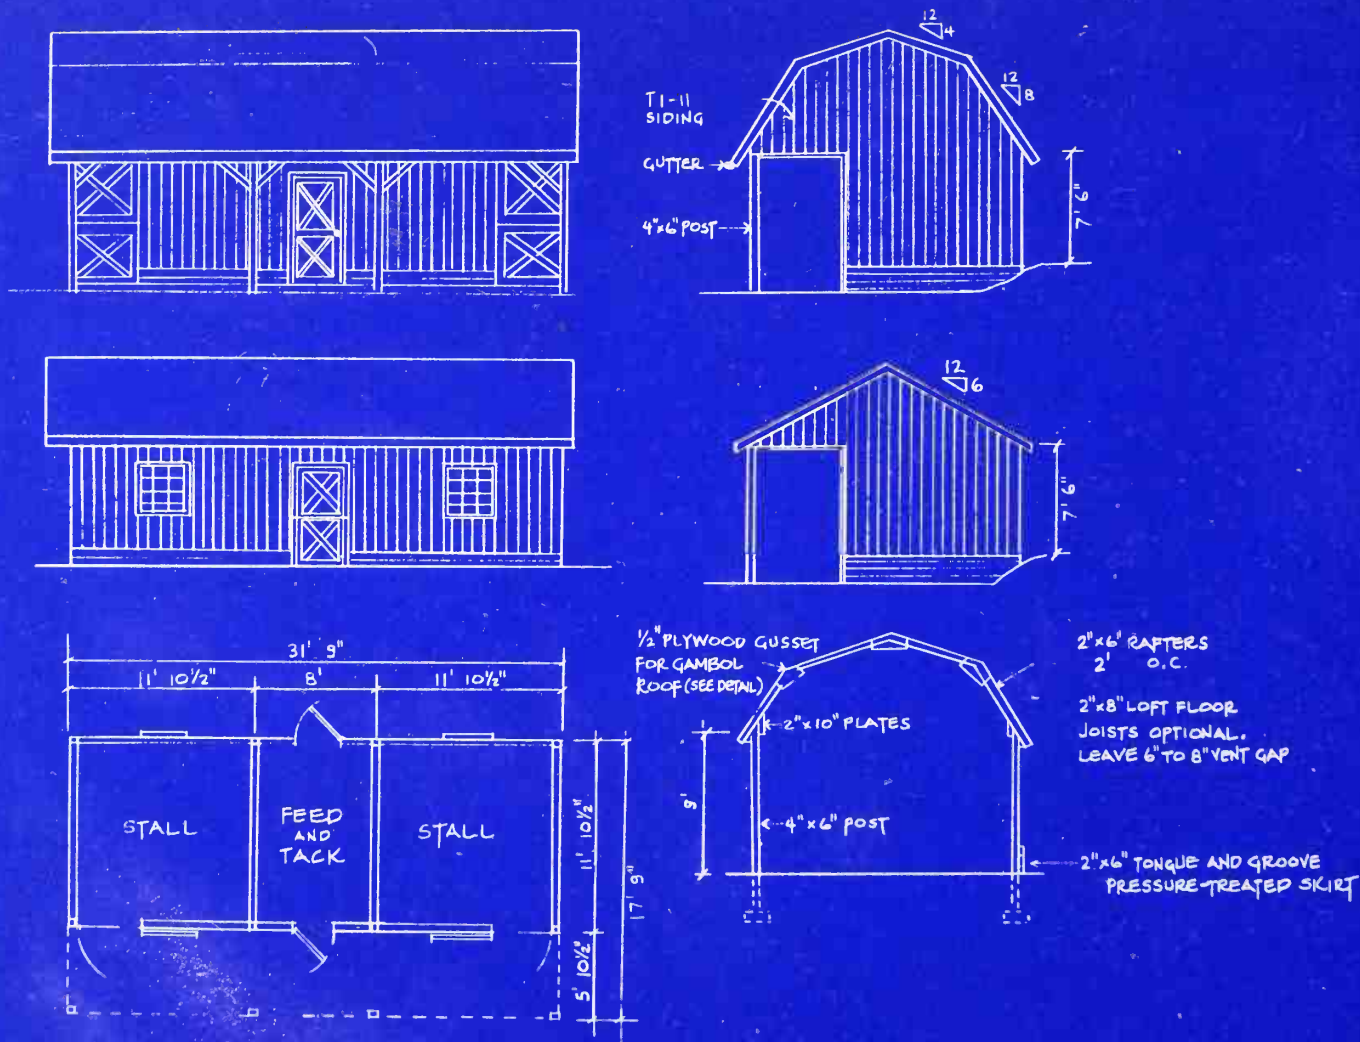 12
4
12
8
T1-11
SIDING
GUTTER
4"x6" POST
7' 6"
12
6
7' 6"
31' 9"
11' 10½"
8'
11' 10½"
STALL
FEED
AND
TACK
STALL
11' 10½"
17' 9"
5' 10½"
½" PLYWOOD GUSSET
FOR GAMBOL
ROOF (SEE DETAIL)
2"x10" PLATES
9'
4"x6" POST
2"x6" RAFTERS
2' O.C.
2"x8" LOFT FLOOR
JOISTS OPTIONAL.
LEAVE 6" TO 8" VENT GAP
2"x6" TONGUE AND GROOVE
PRESSURE-TREATED SKIRT